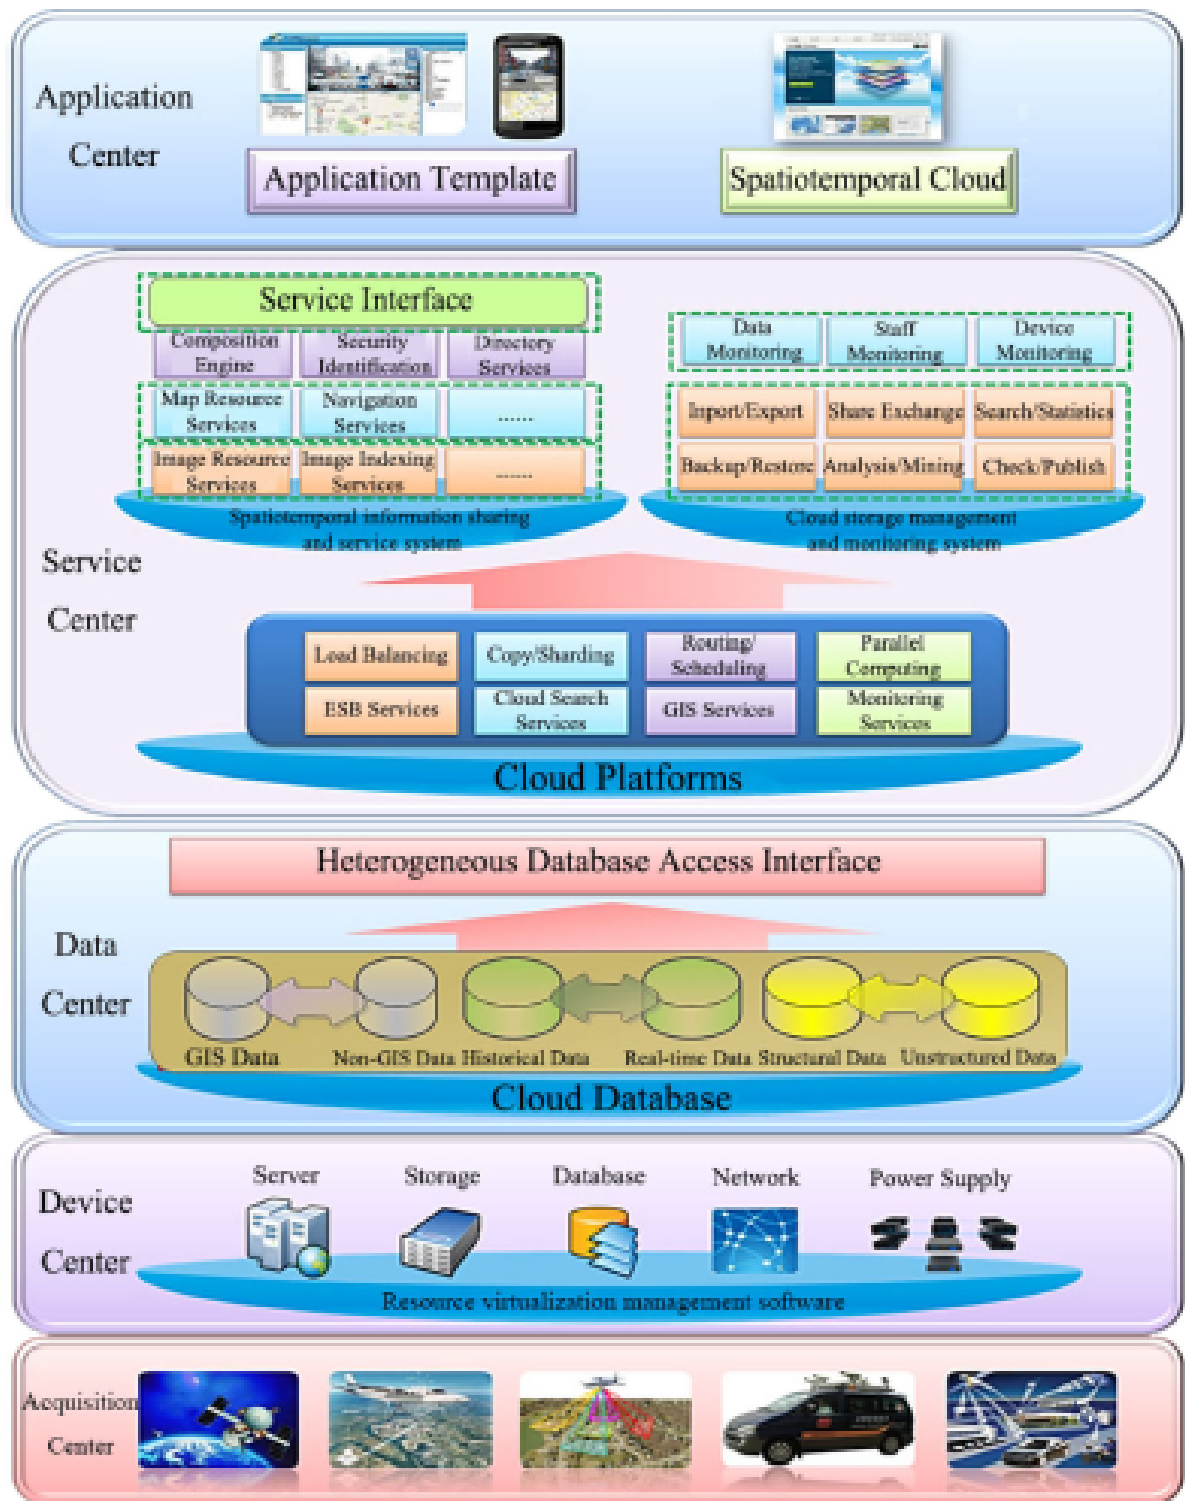 Application
Center
Application Template
Spatiotemporal Cloud
Service Interface
Composition
Engine
Security
Identification
Directory
Services
Map Resource
Services
Navigation
Services
......
Image Resource
Services
Image Indexing
Services
......
Spatiotemporal information sharing
and service system
Data
Monitoring
Staff
Monitoring
Device
Monitoring
Inport/Export
Share Exchange
Search/Statistics
Backup/Restore
Analysis/Mining
Check/Publish
Cloud storage management
and monitoring system
Service
Center
Load Balancing
Copy/Sharding
Routing/
Scheduling
Parallel
Computing
ESB Services
Cloud Search
Services
GIS Services
Monitoring
Services
Cloud Platforms
Heterogeneous Database Access Interface
Data
Center
GIS Data
Non-GIS Data
Historical Data
Real-time Data
Structural Data
Unstructured Data
Cloud Database
Device
Center
Server
Storage
Database
Network
Power Supply
Resource virtualization management software
Acquisition
Center